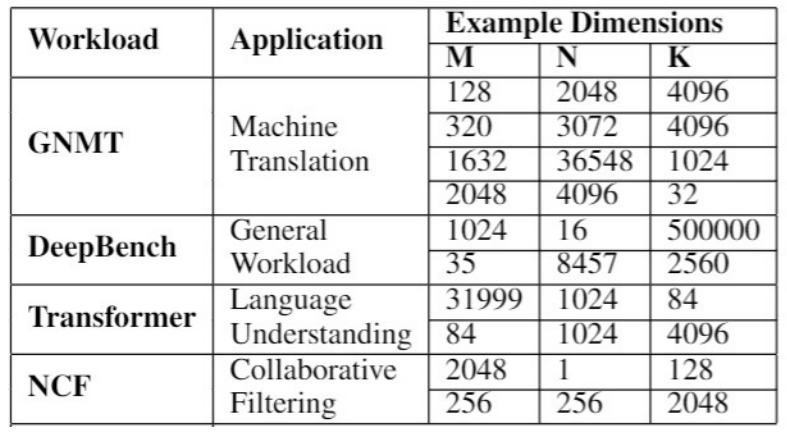 Workload Application Example Dimensions
M N K
GNMT Machine Translation 128 2048 4096
320 3072 4096
1632 36548 1024
2048 4096 32
DeepBench General Workload 1024 16 500000
35 8457 2560
Transformer Language Understanding 31999 1024 84
84 1024 4096
NCF Collaborative Filtering 2048 1 128
256 256 2048